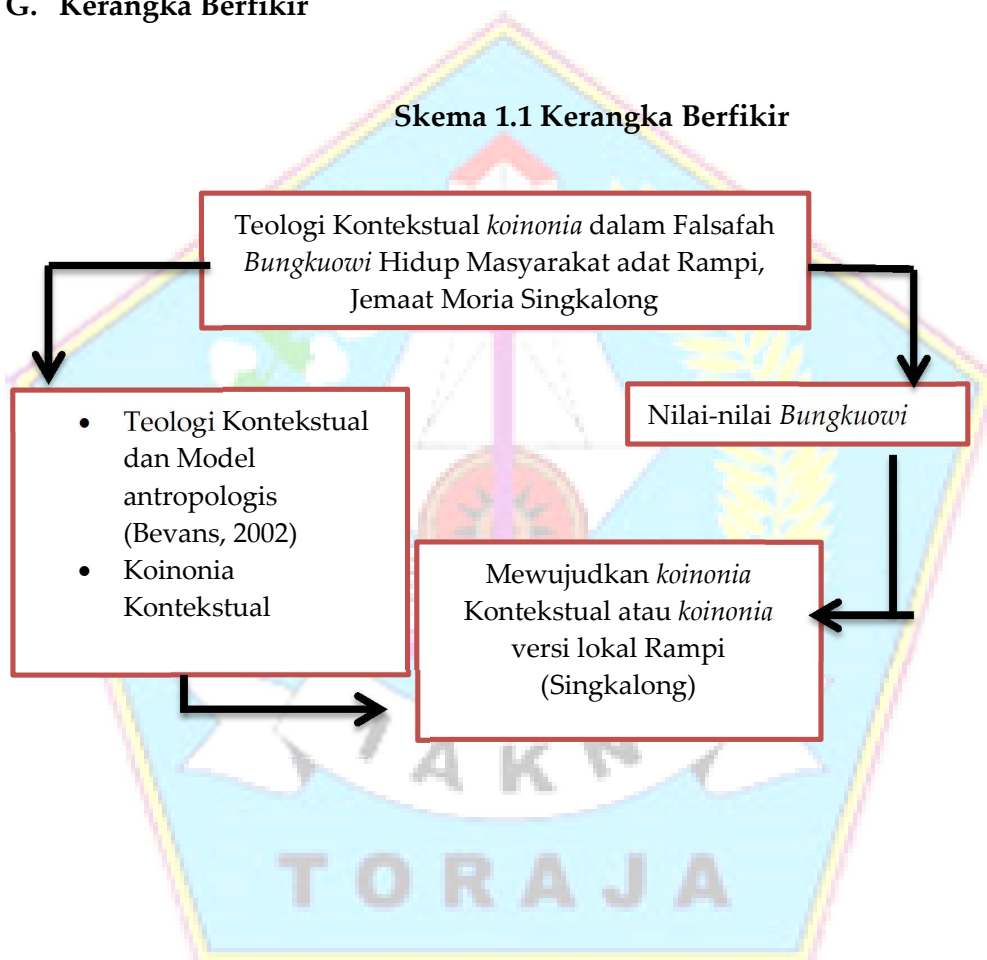 G. Kerangka Berfikir
Skema 1.1 Kerangka Berfikir
Teologi Kontekstual koinonia dalam Falsafah
Bungkuowi Hidup Masyarakat adat Rampi,
Jemaat Moria Singkalong
• Teologi Kontekstual
dan Model
antropologis
(Bevans, 2002)
• Koinonia
Kontekstual
Nilai-nilai Bungkuowi
Mewujudkan koinonia
Kontekstual atau koinonia
versi lokal Rampi
(Singkalong)
IAKN
TORAJA